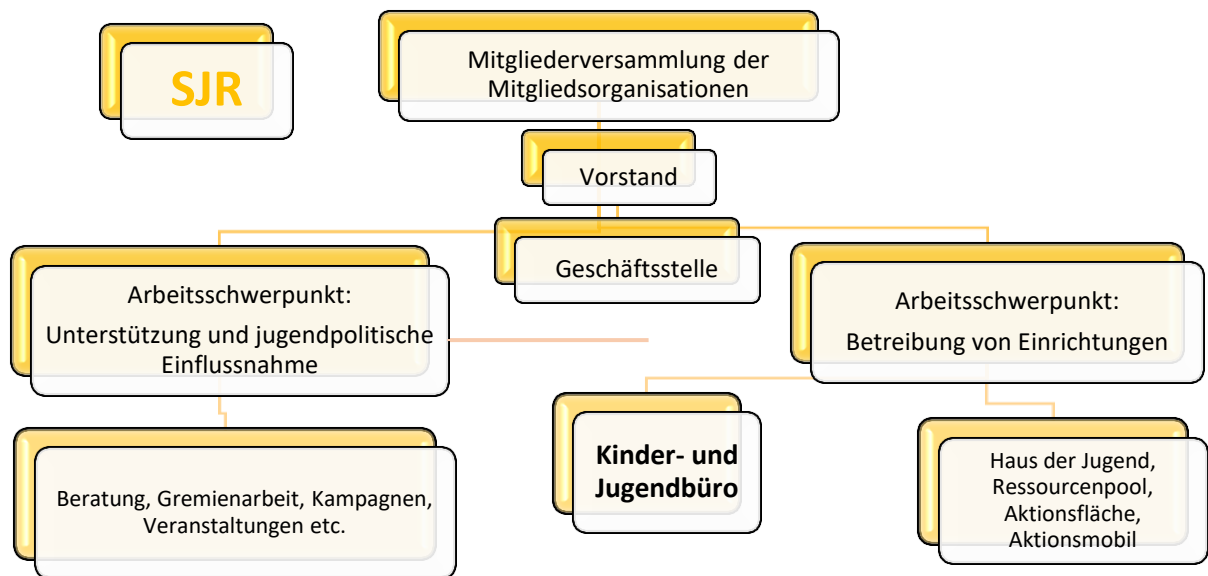 SJR
Mitgliederversammlung der
Mitgliedsorganisationen
Vorstand
Geschäftsstelle
Arbeitsschwerpunkt:
Unterstützung und jugendpolitische
Einflussnahme
Arbeitsschwerpunkt:
Betreibung von Einrichtungen
Beratung, Gremienarbeit, Kampagnen,
Veranstaltungen etc.
Kinder- und
Jugendbüro
Haus der Jugend,
Ressourcenpool,
Aktionsfläche,
Aktionsmobil